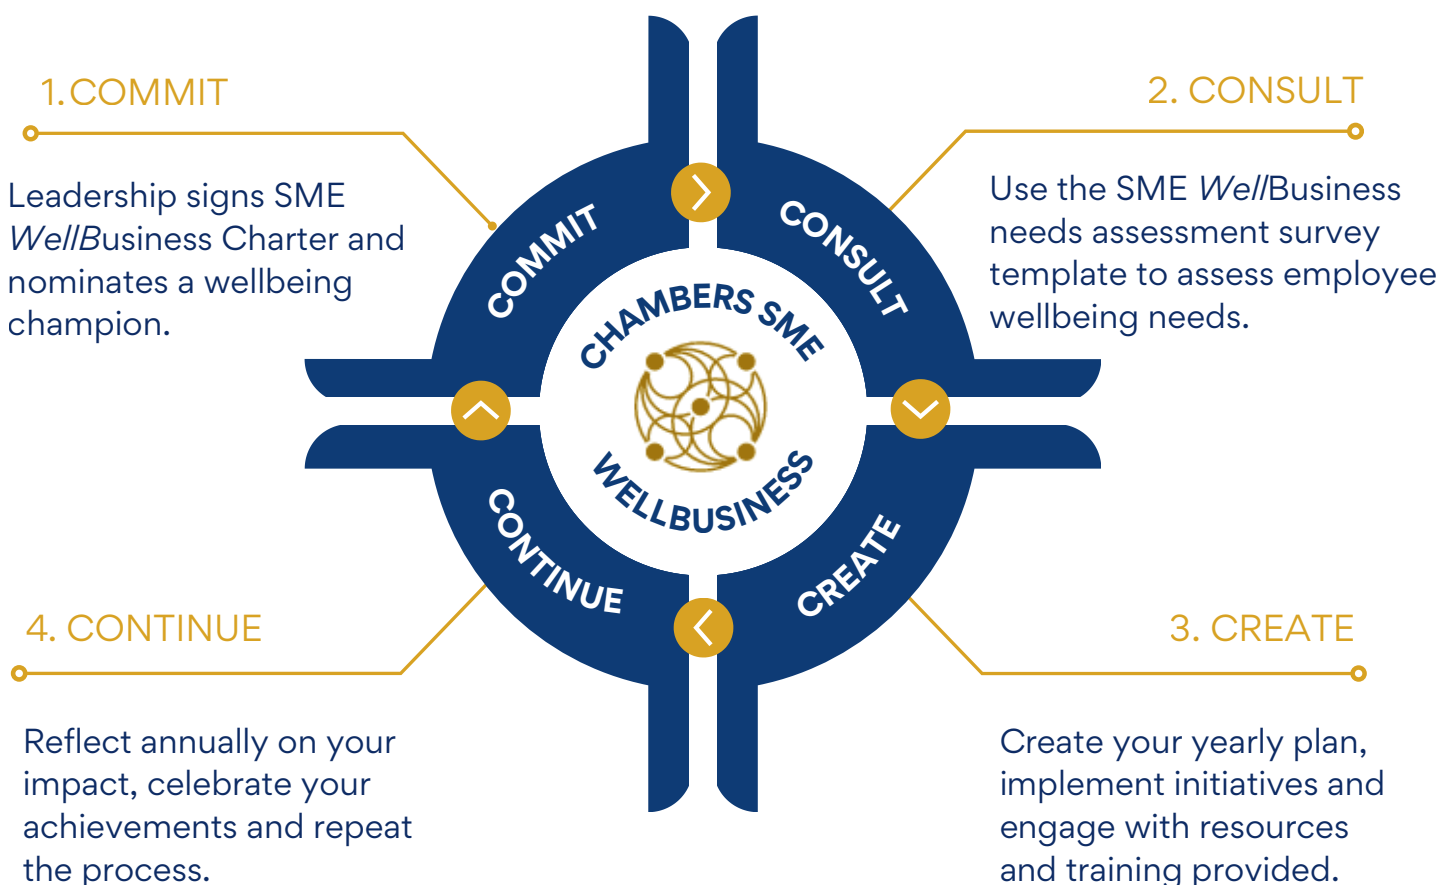 1. COMMIT
Leadership signs SME
WellBusiness Charter and
nominates a wellbeing
champion.
2. CONSULT
Use the SME WellBusiness
needs assessment survey
template to assess employee
wellbeing needs.
COMMIT
CONSULT
CHAMBERS SME
WELLBUSINESS
CONTINUE
CREATE
4. CONTINUE
Reflect annually on your
impact, celebrate your
achievements and repeat
the process.
3. CREATE
Create your yearly plan,
implement initiatives and
engage with resources
and training provided.